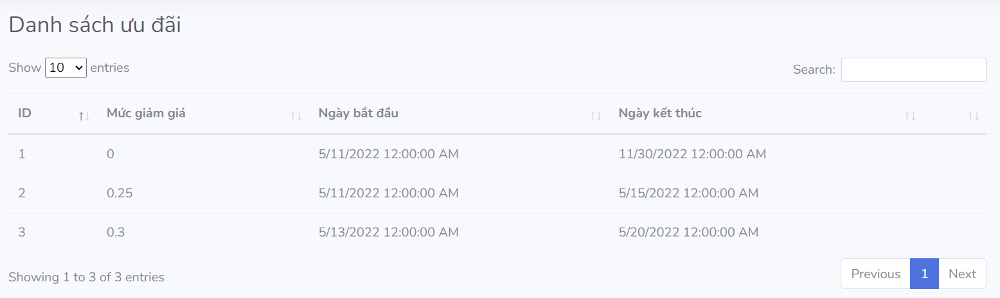 Danh sách ưu đãi
Show 10 entries Search:
ID Mức giảm giá Ngày bắt đầu Ngày kết thúc
1 0 5/11/2022 12:00:00 AM 11/30/2022 12:00:00 AM
2 0.25 5/11/2022 12:00:00 AM 5/15/2022 12:00:00 AM
3 0.3 5/13/2022 12:00:00 AM 5/20/2022 12:00:00 AM
Showing 1 to 3 of 3 entries Previous 1 Next